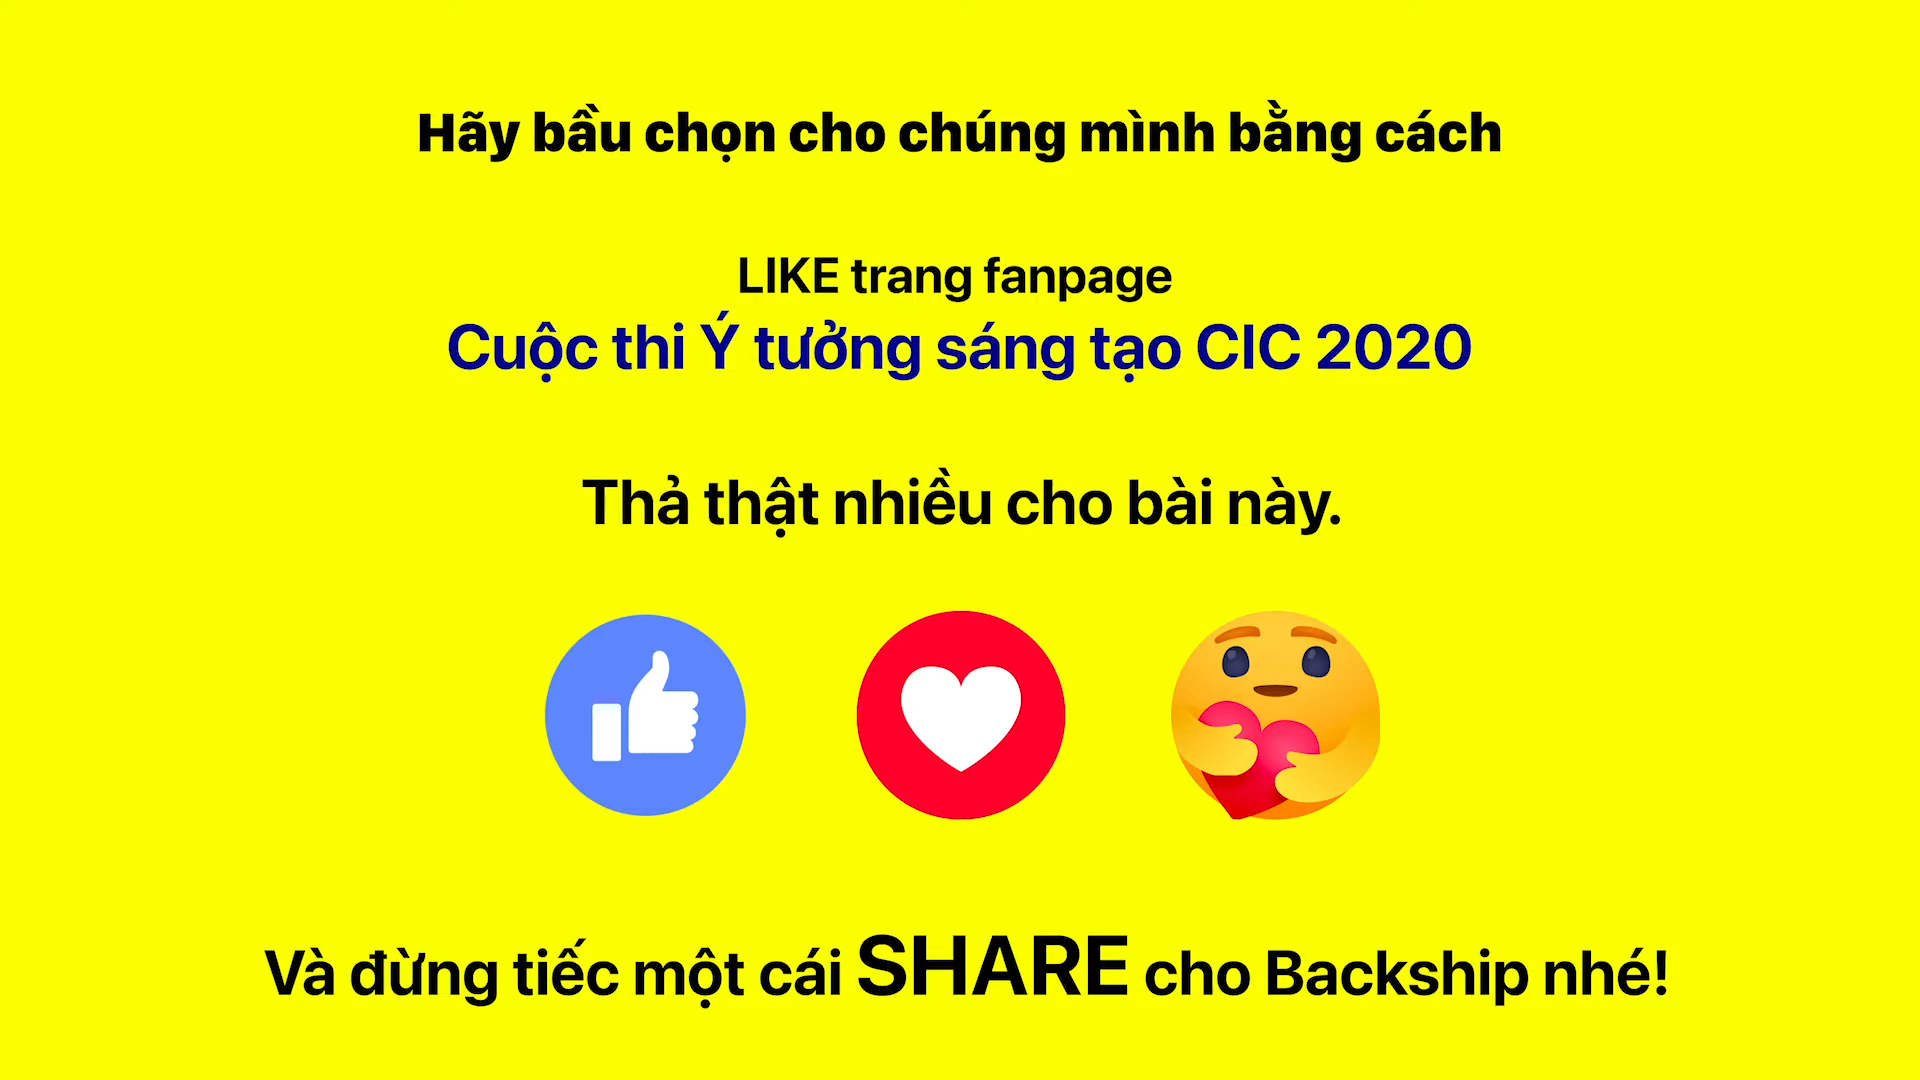 Hãy bầu chọn cho chúng mình bằng cách
LIKE trang fanpage
Cuộc thi Ý tưởng sáng tạo CIC 2020
Thả thật nhiều cho bài này.
Và đừng tiếc một cái SHARE cho Backship nhé!